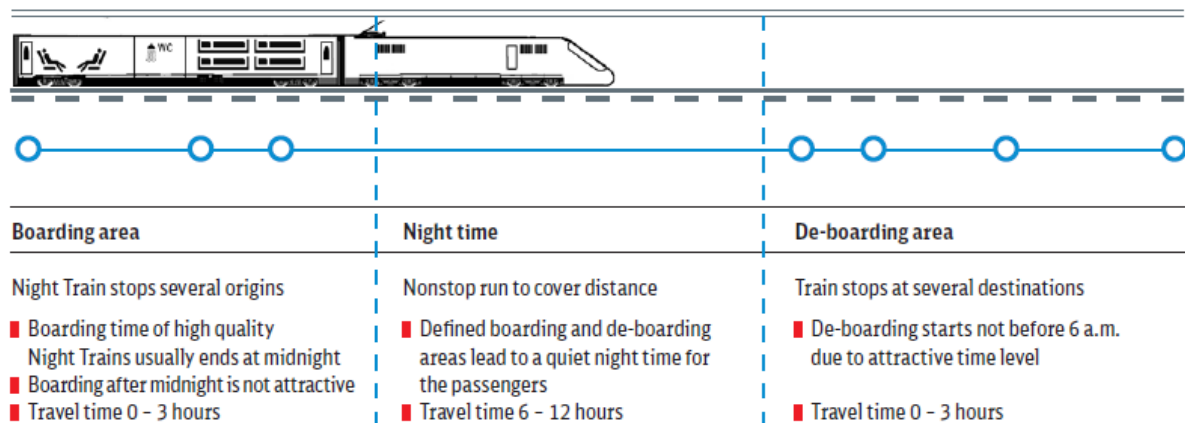 WC
Boarding area
Night Train stops several origins
Boarding time of high quality
Night Trains usually ends at midnight
Boarding after midnight is not attractive
Travel time 0 – 3 hours
Night time
Nonstop run to cover distance
Defined boarding and de-boarding
areas lead to a quiet night time for
the passengers
Travel time 6 – 12 hours
De-boarding area
Train stops at several destinations
De-boarding starts not before 6 a.m.
due to attractive time level
Travel time 0 – 3 hours